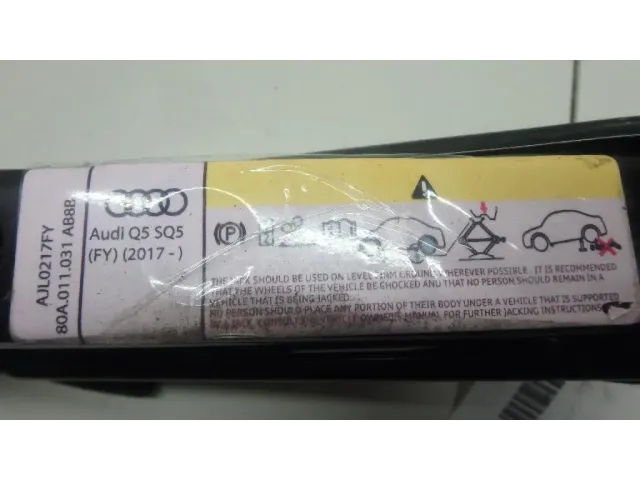 AJL0217FY
80A.011.031 AB8B
Audi Q5 SQ5
(FY) (2017 - )
P
THE JACK SHOULD BE USED ON LEVEL FIRM GROUND WHEREVER POSSIBLE. IT IS RECOMMENDED
THAT THE WHEELS OF THE VEHICLE BE CHOCKED AND THAT NO PERSON SHOULD REMAIN IN A
VEHICLE THAT IS BEING JACKED.
NO PERSON SHOULD PLACE ANY PORTION OF THEIR BODY UNDER A VEHICLE THAT IS SUPPORTED
VEHICLE OWNERS MANUAL FOR FURTHER JACKING INSTRUCTIONS